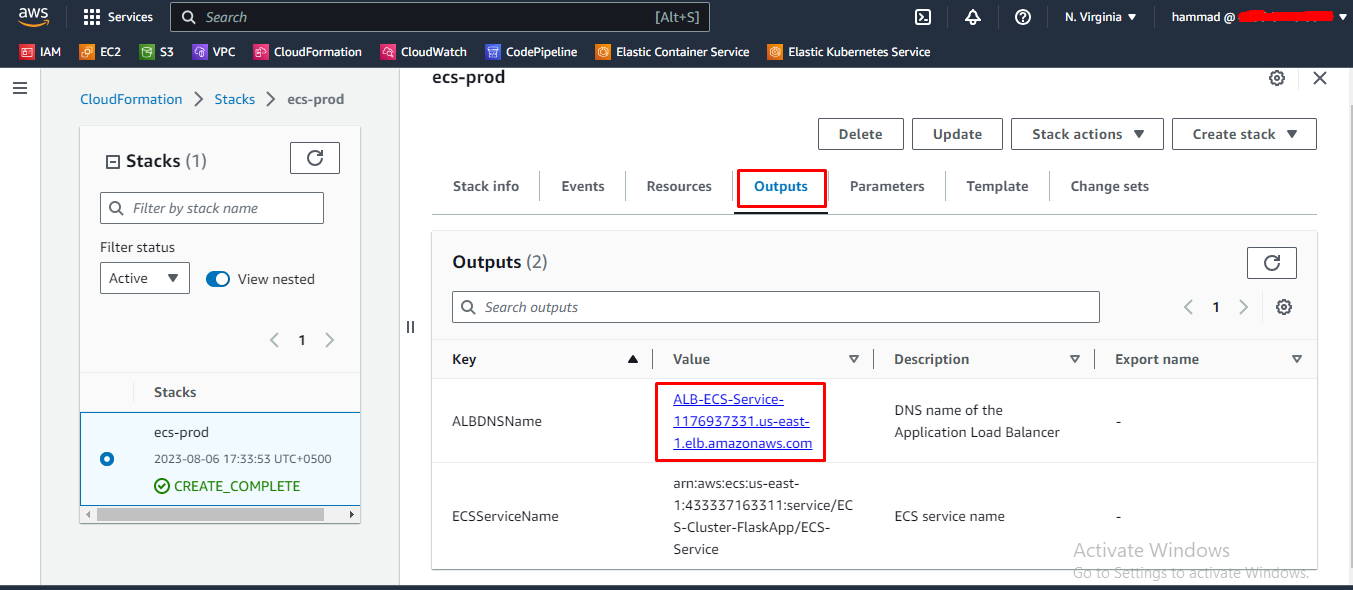 aws
Services
Search
[Alt+S]
N. Virginia
hammad @
IAM
EC2
S3
VPC
CloudFormation
CloudWatch
CodePipeline
Elastic Container Service
Elastic Kubernetes Service
CloudFormation
Stacks
ecs-prod
Stacks (1)
Filter by stack name
Filter status
Active
View nested
1
Stacks
ecs-prod
2023-08-06 17:33:53 UTC+0500
CREATE_COMPLETE
ecs-prod
Delete
Update
Stack actions
Create stack
Stack info
Events
Resources
Outputs
Parameters
Template
Change sets
Outputs (2)
Search outputs
1
Key
Value
Description
Export name
ALBDNSName
ALB-ECS-Service-
1176937331.us-east-
1.elb.amazonaws.com
DNS name of the
Application Load Balancer
-
ECSServiceName
arn:aws:ecs:us-east-
1:433337163311:service/EC
S-Cluster-FlaskApp/ECS-
Service
ECS service name
-
Activate Windows
Go to Settings to activate Windows.